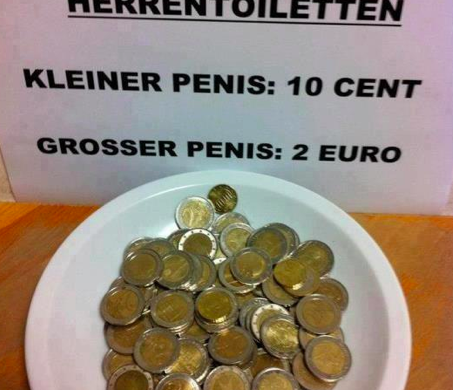 HERRENTOILETTEN
KLEINER PENIS: 10 CENT
GROSSER PENIS: 2 EURO